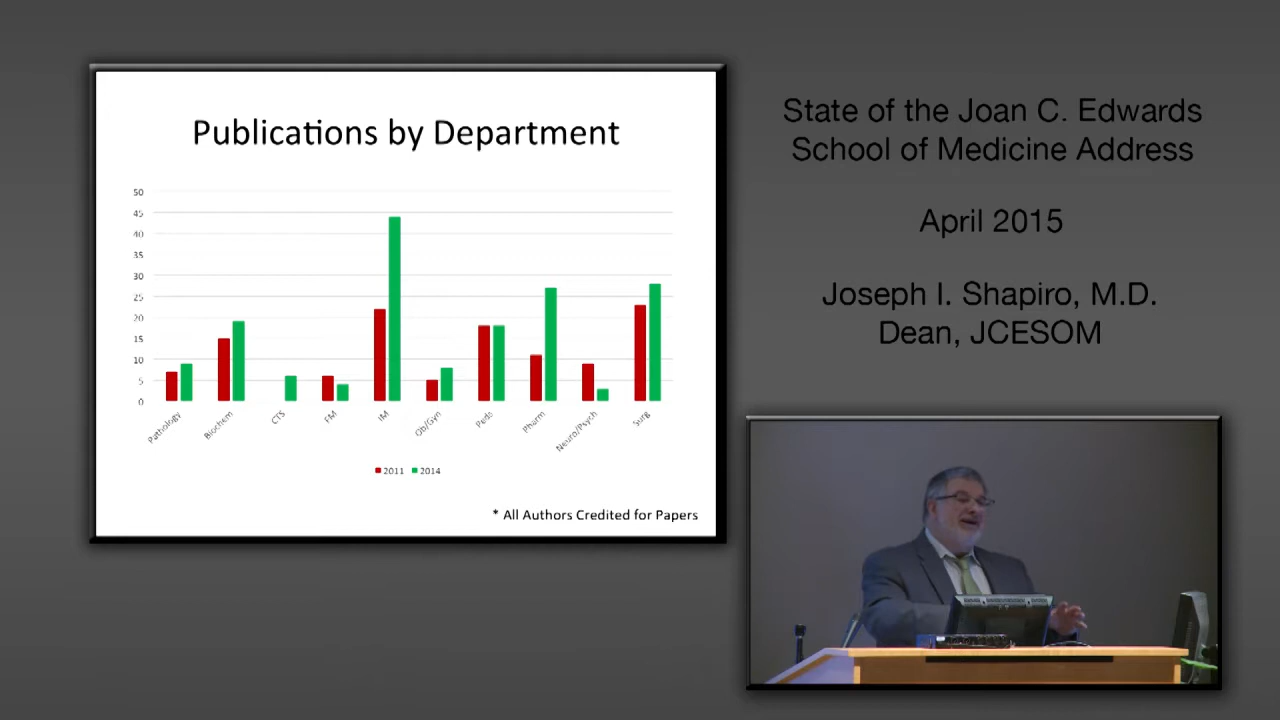 Publications by Department
50
45
40
35
30
25
20
15
10
5
0
Pathology
Biochem
CTS
FM
IM
Ob/Gyn
Peds
Pharm
Neuro/Psych
Surg
2011 2014
* All Authors Credited for Papers
State of the Joan C. Edwards
School of Medicine Address
April 2015
Joseph I. Shapiro, M.D.
Dean, JCESOM